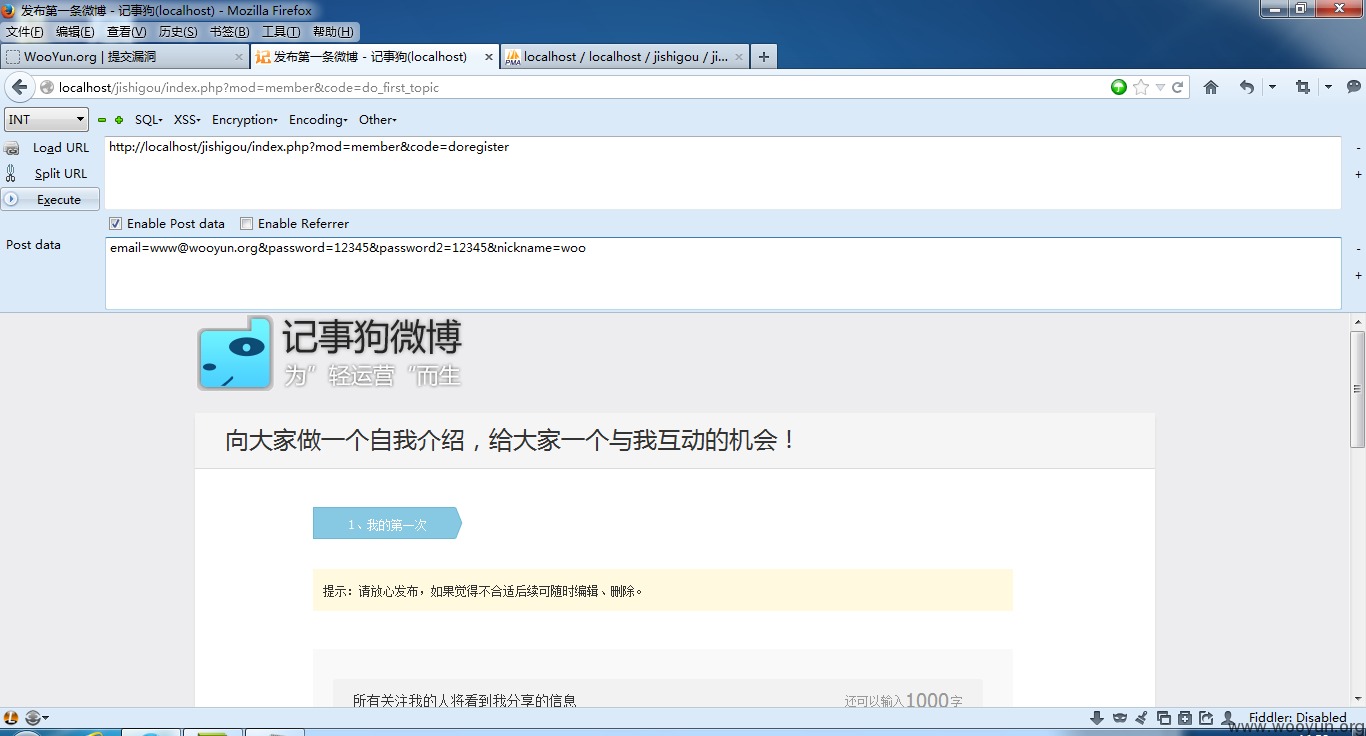 发布第一条微博 - 记事狗(localhost) - Mozilla Firefox
文件(F) 编辑(E) 查看(V) 历史(S) 书签(B) 工具(T) 帮助(H)
WooYun.org | 提交漏洞 × 记 发布第一条微博 - 记事狗(localhost) × PMA localhost / localhost / jishigou / ji... × +
localhost/jishigou/index.php?mod=member&code=do_first_topic
INT SQL XSS Encryption Encoding Other
Load URL http://localhost/jishigou/index.php?mod=member&code=doregister -
Split URL +
Execute
Enable Post data Enable Referrer
Post data email=www@wooyun.org&password=12345&password2=12345&nickname=woo -
+
记事狗微博
为”轻运营“而生
向大家做一个自我介绍，给大家一个与我互动的机会！
1、我的第一次
提示：请放心发布，如果觉得不合适后续可随时编辑、删除。
所有关注我的人将看到我分享的信息 还可以输入1000字
Fiddler: Disabled
www.wooyun.org